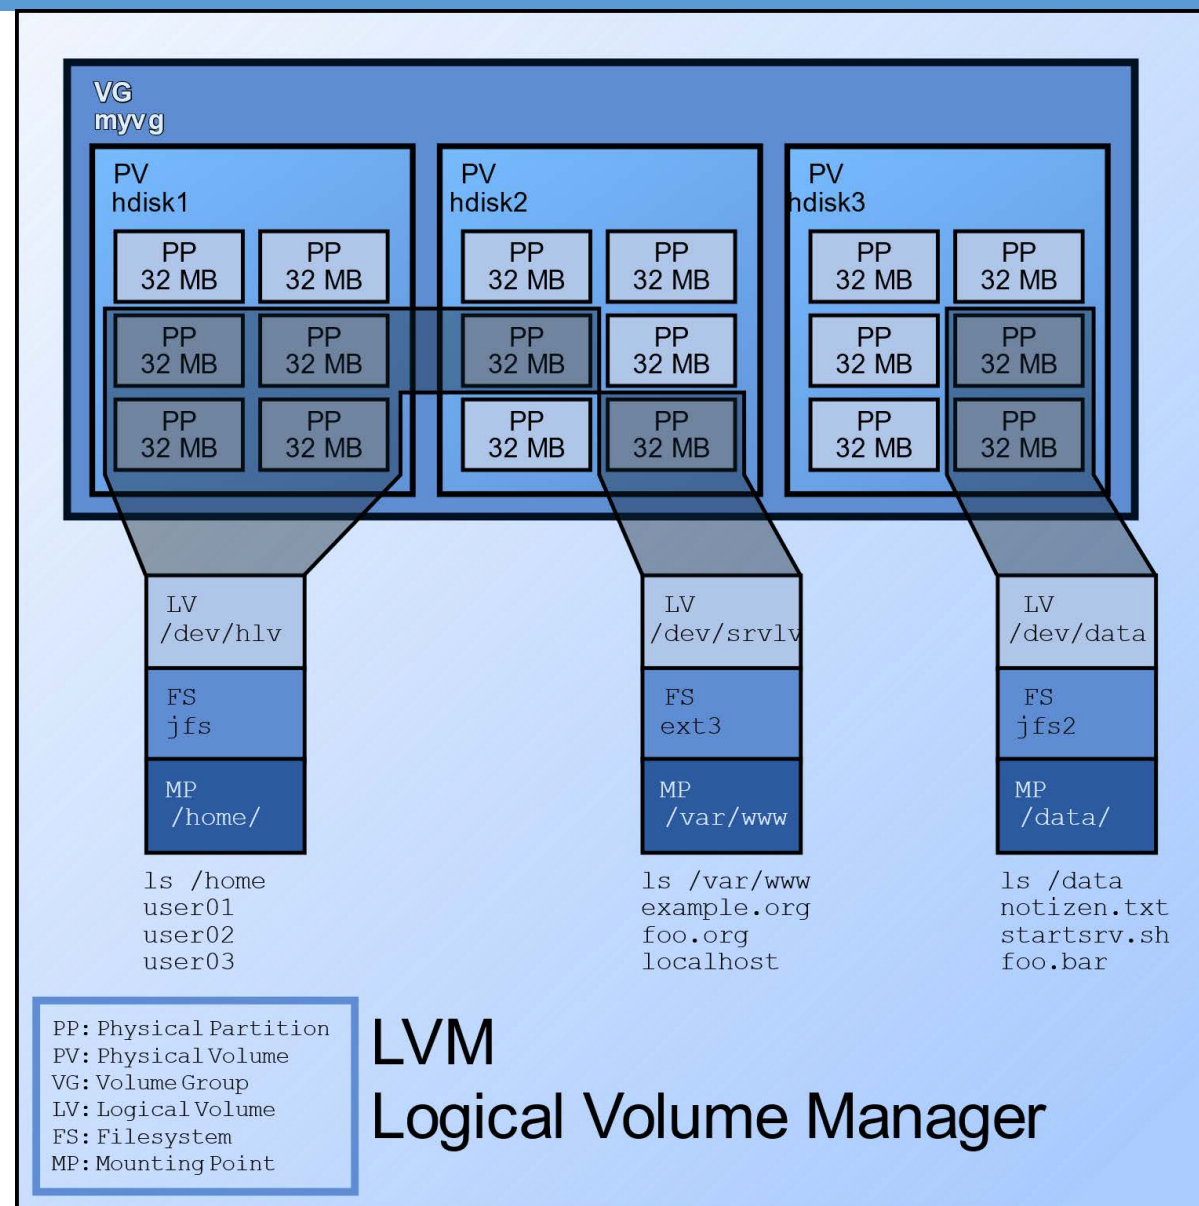 VG
myvg
PV
hdisk1
PV
hdisk2
PV
hdisk3
PP
32 MB
PP
32 MB
PP
32 MB
PP
32 MB
PP
32 MB
PP
32 MB
PP
32 MB
PP
32 MB
PP
32 MB
PP
32 MB
PP
32 MB
PP
32 MB
PP
32 MB
PP
32 MB
PP
32 MB
PP
32 MB
PP
32 MB
PP
32 MB
LV
/dev/hlv
FS
jfs
MP
/home/
ls /home
user01
user02
user03
LV
/dev/srvlv
FS
ext3
MP
/var/www
ls /var/www
example.org
foo.org
localhost
LV
/dev/data
FS
jfs2
MP
/data/
ls /data
notizen.txt
startsrv.sh
foo.bar
PP: Physical Partition
PV: Physical Volume
VG: Volume Group
LV: Logical Volume
FS: Filesystem
MP: Mounting Point
LVM
Logical Volume Manager